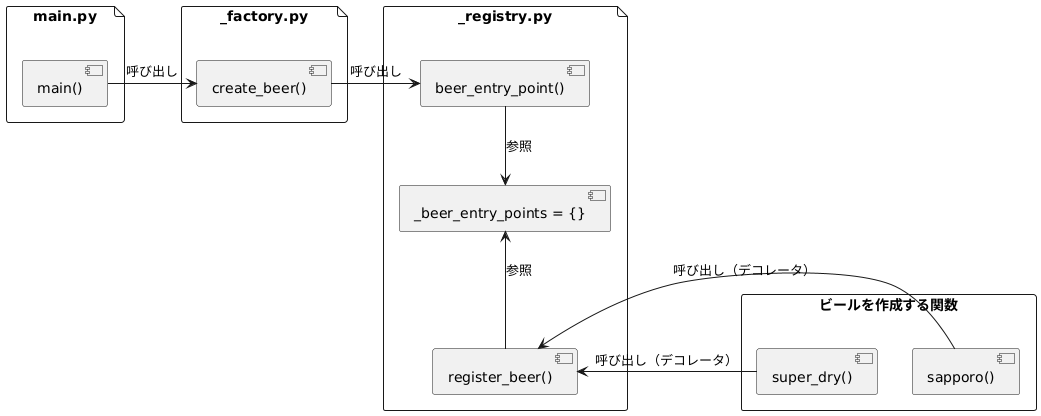 main.py
_factory.py
_registry.py
main()
呼び出し
create_beer()
呼び出し
beer_entry_point()
参照
_beer_entry_points = {}
参照
呼び出し（デコレータ）
ビールを作成する関数
register_beer()
呼び出し（デコレータ）
super_dry()
sapporo()